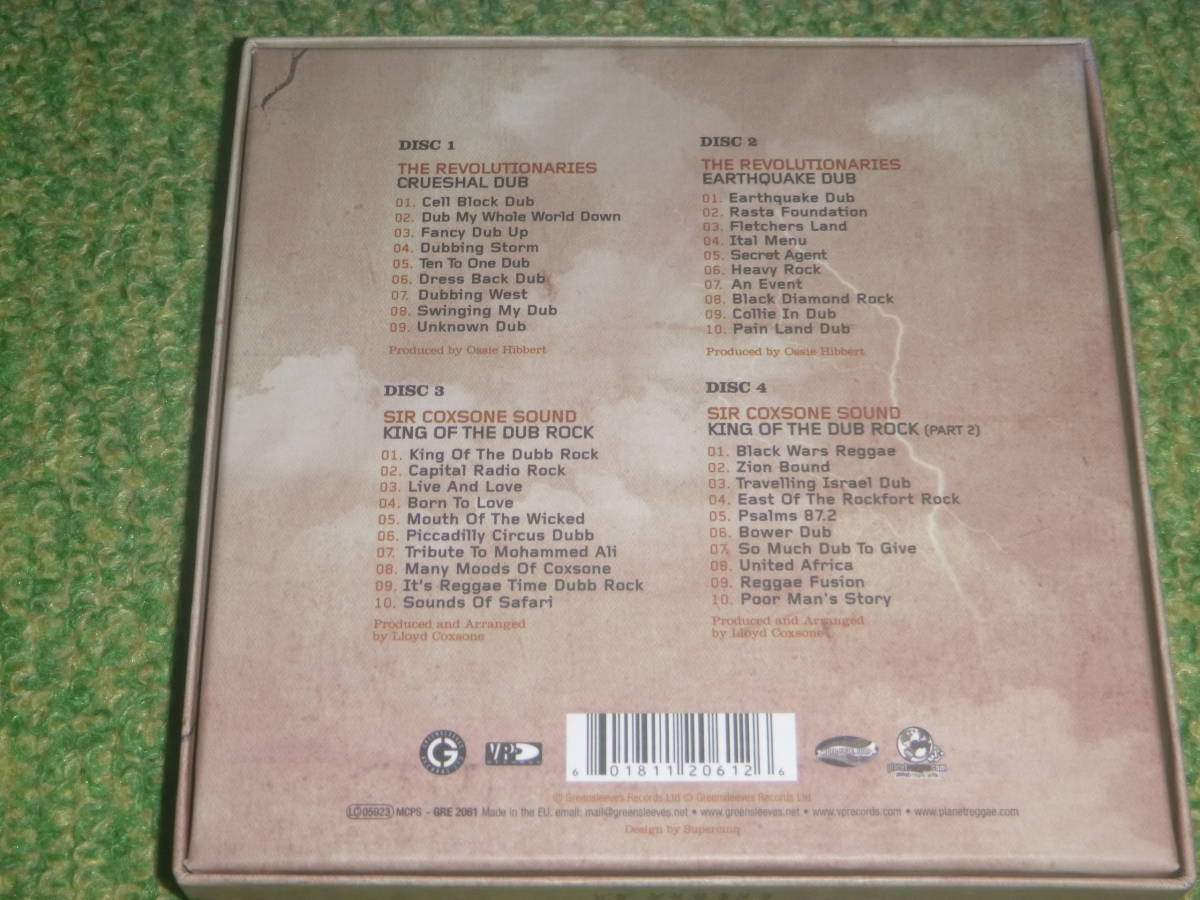 DISC 1
THE REVOLUTIONARIES
CRUESHAL DUB
01. Cell Block Dub
02. Dub My Whole World Down
03. Fancy Dub Up
04. Dubbing Storm
05. Ten To One Dub
06. Dress Back Dub
07. Dubbing West
08. Swinging My Dub
09. Unknown Dub
Produced by Ossie Hibbert
DISC 2
THE REVOLUTIONARIES
EARTHQUAKE DUB
01. Earthquake Dub
02. Rasta Foundation
03. Fletchers Land
04. Ital Menu
05. Secret Agent
06. Heavy Rock
07. An Event
08. Black Diamond Rock
09. Collie In Dub
10. Pain Land Dub
Produced by Ossie Hibbert
DISC 3
SIR COXSONE SOUND
KING OF THE DUB ROCK
01. King Of The Dubb Rock
02. Capital Radio Rock
03. Live And Love
04. Born To Love
05. Mouth Of The Wicked
06. Piccadilly Circus Dubb
07. Tribute To Mohammed Ali
08. Many Moods Of Coxsone
09. It's Reggae Time Dubb Rock
10. Sounds Of Safari
Produced and Arranged
by Lloyd Coxsone
DISC 4
SIR COXSONE SOUND
KING OF THE DUB ROCK (PART 2)
01. Black Wars Reggae
02. Zion Bound
03. Travelling Israel Dub
04. East Of The Rockfort Rock
05. Psalms 87.2
06. Bower Dub
07. So Much Dub To Give
08. United Africa
09. Reggae Fusion
10. Poor Man's Story
Produced and Arranged
by Lloyd Coxsone
G
VP
6 01811 20612 6
℗ Greensleeves Records Ltd © Greensleeves Records Ltd
LC 05923 MCPS - GRE 2061 Made in the EU. email: mail@greensleeves.net • www.greensleeves.net • www.vprecords.com • www.planetreggae.com
Design by